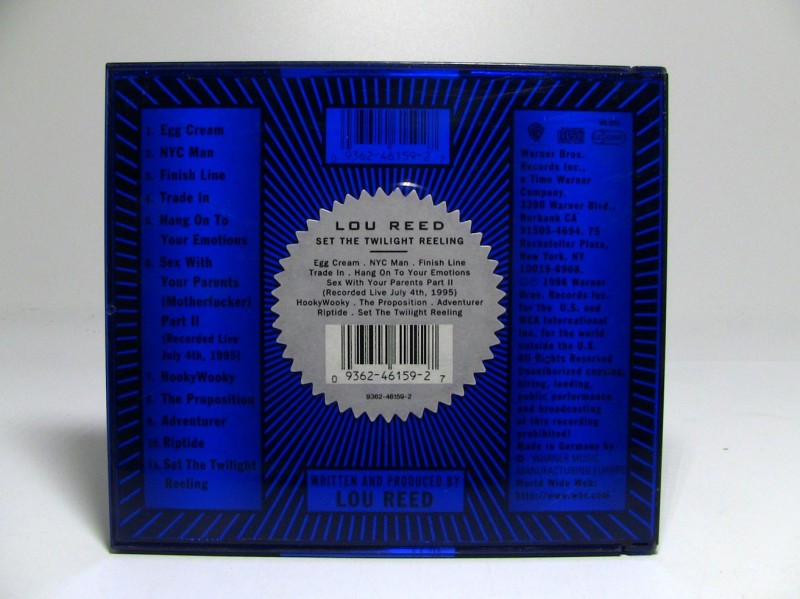 1. Egg Cream
2. NYC Man
3. Finish Line
4. Trade In
5. Hang On To
Your Emotions
6. Sex With
Your Parents
(Motherfucker)
Part II
(Recorded Live
July 4th, 1995)
7. HookyWooky
8. The Proposition
9. Adventurer
10. Riptide
11. Set The Twilight
Reeling
0 9362-46159-2 7
LOU REED
SET THE TWILIGHT REELING
Egg Cream . NYC Man . Finish Line
Trade In . Hang On To Your Emotions
Sex With Your Parents Part II
(Recorded Live July 4th, 1995)
HookyWooky . The Proposition . Adventurer
Riptide . Set The Twilight Reeling
0 9362-46159-2 7
9362-46159-2
WRITTEN AND PRODUCED BY
LOU REED
Warner Bros.
Records Inc.,
a Time Warner
Company.
3300 Warner Blvd.,
Burbank CA
91505-4694. 75
Rockefeller Plaza,
New York, NY
10019-6908.
1996 Warner
Bros. Records Inc.
for the U.S. and
WEA International
Inc. for the world
outside the U.S.
All Rights Reserved
Unauthorized copying,
hiring, lending,
public performance
and broadcasting
of this recording
prohibited!
Made in Germany by
WARNER MUSIC
MANUFACTURING EUROPE
World Wide Web:
http://www.wbr.com